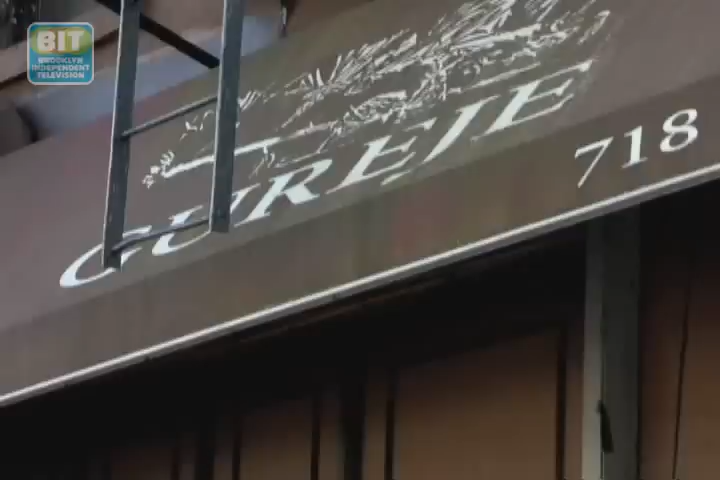 BIT
BROOKLYN
INDEPENDENT
TELEVISION
GUREJE
718